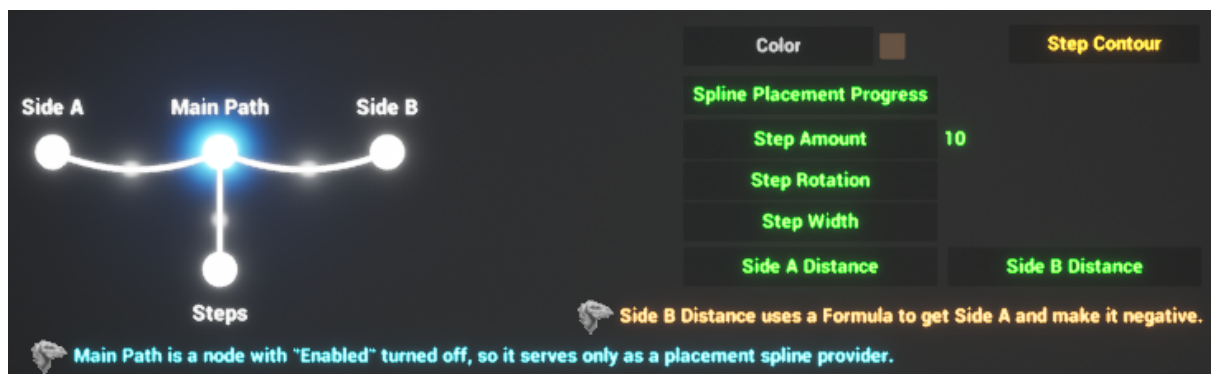 Color
Step Contour
Side A
Main Path
Side B
Spline Placement Progress
Step Amount
10
Step Rotation
Step Width
Side A Distance
Side B Distance
Steps
Side B Distance uses a Formula to get Side A and make it negative.
Main Path is a node with "Enabled" turned off, so it serves only as a placement spline provider.